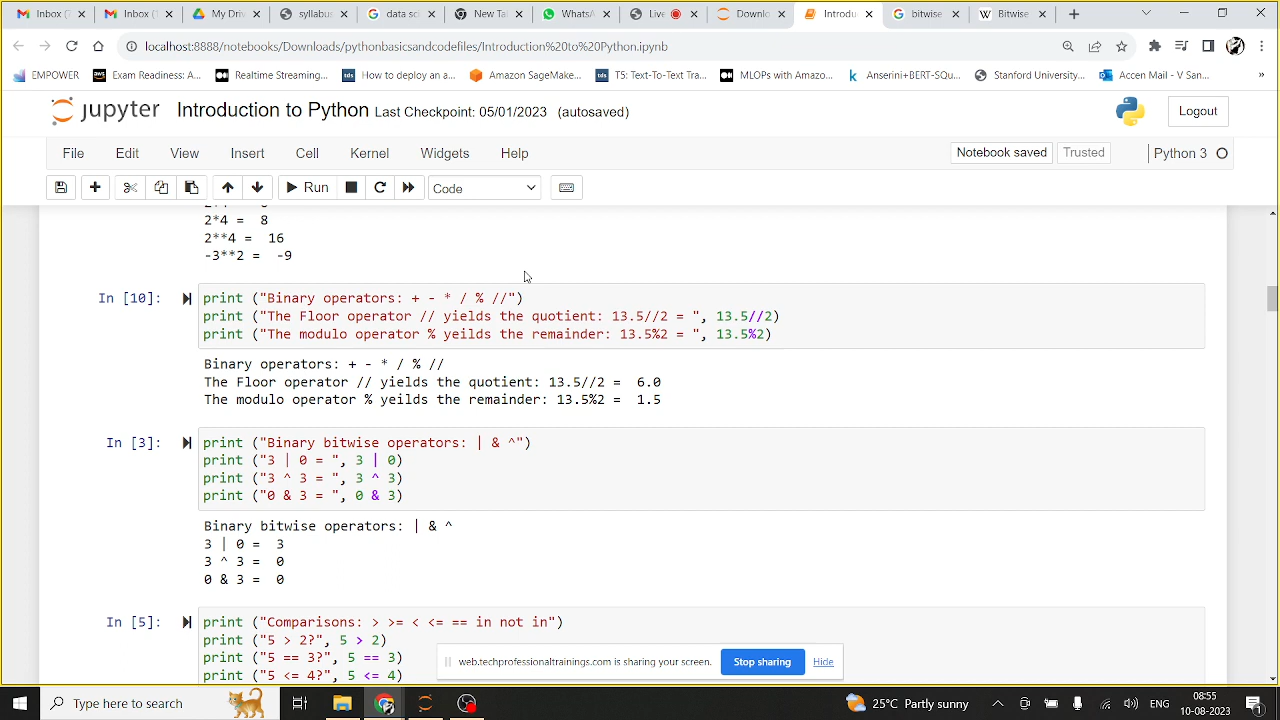 Inbox (
Inbox (
My Driv
syllabu
data sci
New Tab
WhatsA
Live
Downlo
Introdu
bitwise
Bitwise
localhost:8888/notebooks/Downloads/pythonbasicsandcodefiles/Introduction%20to%20Python.ipynb
EMPOWER
Exam Readiness: A...
Realtime Streaming...
How to deploy an a...
Amazon SageMake...
T5: Text-To-Text Tra...
MLOPs with Amazo...
Anserini+BERT-SQu...
Stanford University...
Accen Mail - V San...
»
jupyter Introduction to Python Last Checkpoint: 05/01/2023 (autosaved)
Logout
File Edit View Insert Cell Kernel Widgets Help
Notebook saved Trusted Python 3
Run Code
2*4 = 8
2**4 = 16
-3**2 = -9
In [10]: print ("Binary operators: + - * / % //")
print ("The Floor operator // yields the quotient: 13.5//2 = ", 13.5//2)
print ("The modulo operator % yeilds the remainder: 13.5%2 = ", 13.5%2)
Binary operators: + - * / % //
The Floor operator // yields the quotient: 13.5//2 = 6.0
The modulo operator % yeilds the remainder: 13.5%2 = 1.5
In [3]: print ("Binary bitwise operators: | & ^")
print ("3 | 0 = ", 3 | 0)
print ("3 ^ 3 = ", 3 ^ 3)
print ("0 & 3 = ", 0 & 3)
Binary bitwise operators: | & ^
3 | 0 = 3
3 ^ 3 = 0
0 & 3 = 0
In [5]: print ("Comparisons: > >= < <= == in not in")
print ("5 > 2?", 5 > 2)
print ("5 == 3?", 5 == 3)
print ("5 <= 4?", 5 <= 4)
web.techprofessionaltrainings.com is sharing your screen. Stop sharing Hide
Type here to search
25°C Partly sunny
ENG
08:55
10-08-2023